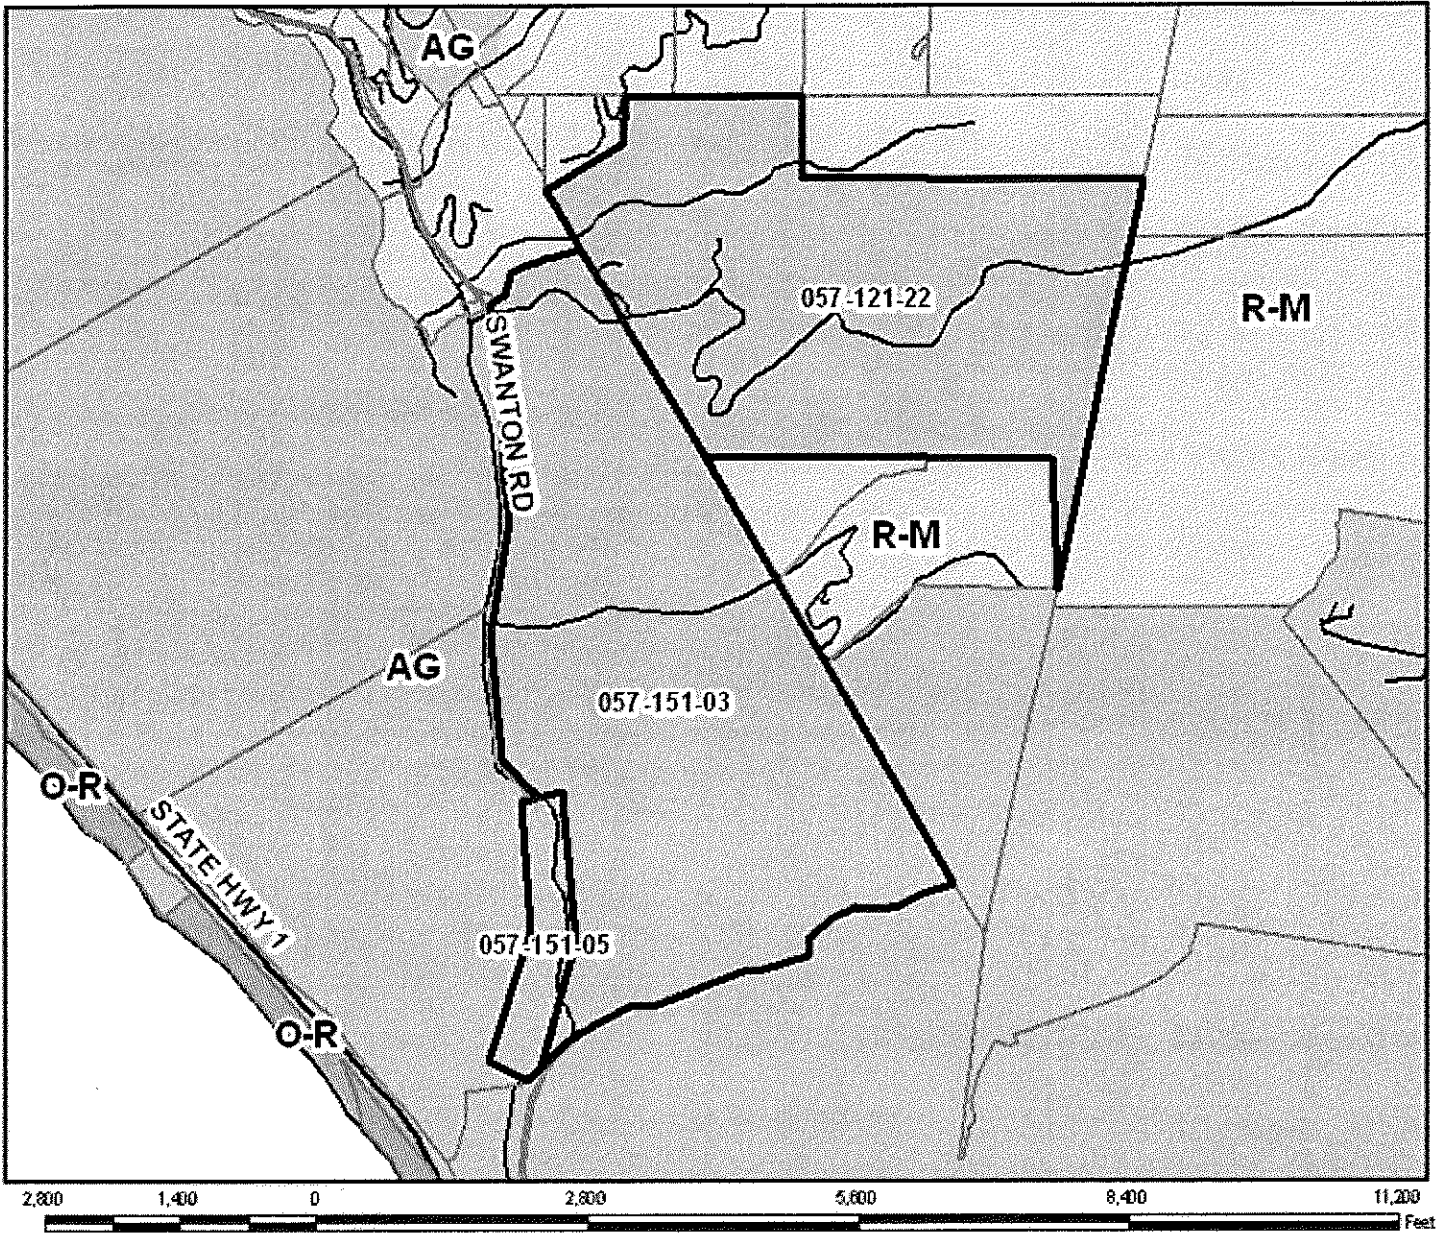 AG
057-121-22
R-M
SWANTON RD
R-M
AG
057-151-03
O-R
STATE HWY 1
057-151-05
O-R
2,800 1,400 0 2,800 5,600 8,400 11,200
Feet